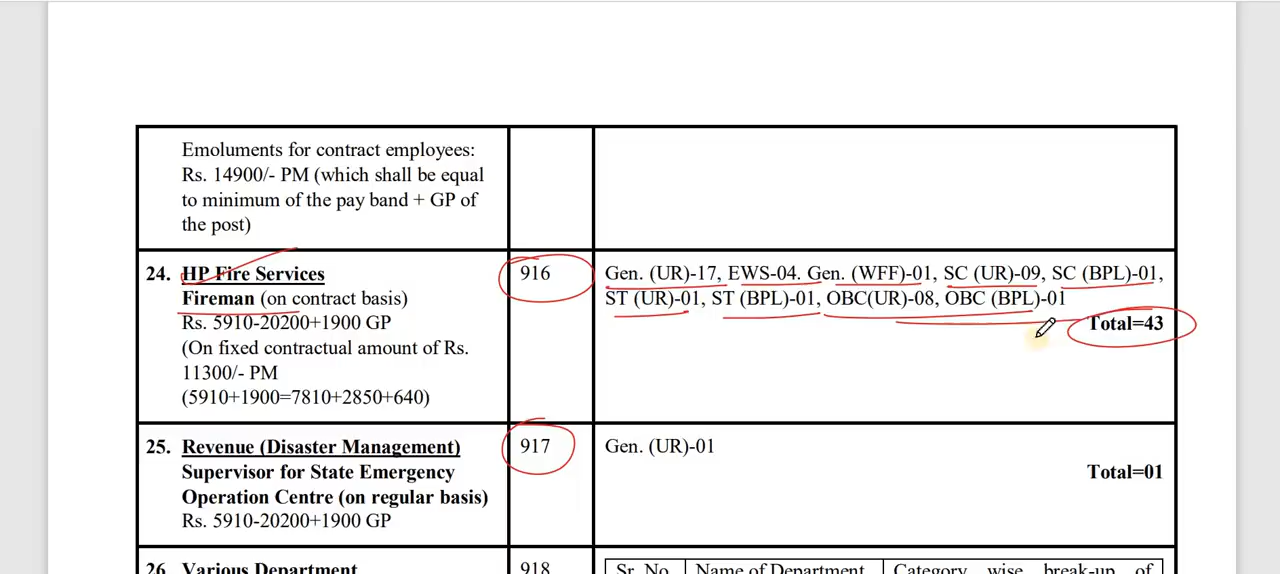 Emoluments for contract employees:
Rs. 14900/- PM (which shall be equal
to minimum of the pay band + GP of
the post)
24. HP Fire Services
Fireman (on contract basis)
Rs. 5910-20200+1900 GP
(On fixed contractual amount of Rs.
11300/- PM
(5910+1900=7810+2850+640)
916
Gen. (UR)-17, EWS-04. Gen. (WFF)-01, SC (UR)-09, SC (BPL)-01,
ST (UR)-01, ST (BPL)-01, OBC(UR)-08, OBC (BPL)-01
Total=43
25. Revenue (Disaster Management)
Supervisor for State Emergency
Operation Centre (on regular basis)
Rs. 5910-20200+1900 GP
917
Gen. (UR)-01
Total=01
26. Various Department
918
Sr. No. Name of Department Category wise break-up of